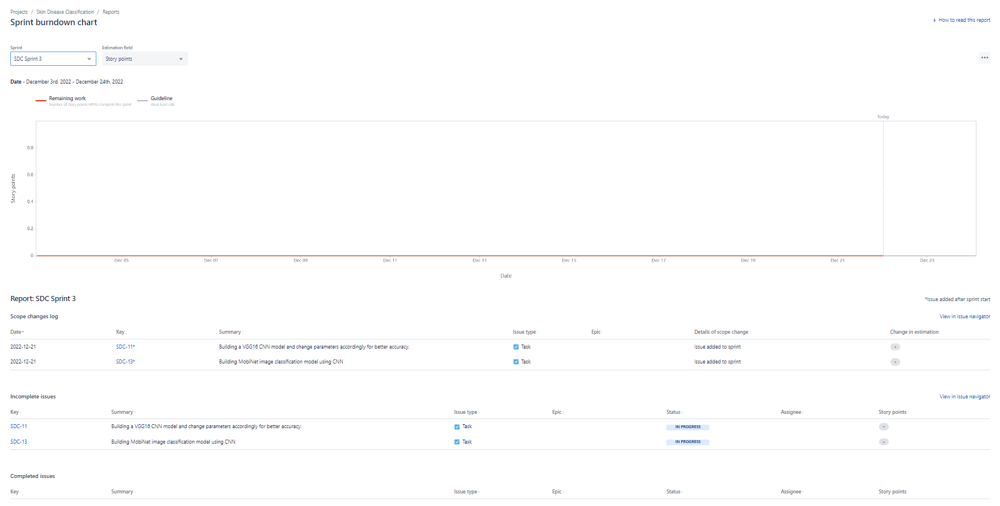 Projects / Skin Disease Classification / Reports
Sprint burndown chart
How to read this report
Sprint Estimation field
SDC Sprint 3 Story points
Date - December 3rd, 2022 - December 24th, 2022
Remaining work Guideline
Number of story points left to complete this sprint Ideal burn rate
Today
0.8
0.6
0.4
0.2
0
Story points
Dec 05 Dec 07 Dec 09 Dec 11 Dec 13 Dec 15 Dec 17 Dec 19 Dec 21 Dec 23
Date
Report: SDC Sprint 3
*Issue added after sprint start
Scope changes log View in issue navigator
Date Key Summary Issue type Epic Details of scope change Change in estimation
2022-12-21 SDC-11* Building a VGG16 CNN model and change parameters accordingly for better accuracy. Task Issue added to sprint -
2022-12-21 SDC-13* Building MobiNet image classification model using CNN Task Issue added to sprint -
Incomplete issues View in issue navigator
Key Summary Issue type Epic Status Assignee Story points
SDC-11 Building a VGG16 CNN model and change parameters accordingly for better accuracy. Task IN PROGRESS -
SDC-13 Building MobiNet image classification model using CNN Task IN PROGRESS -
Completed issues
Key Summary Issue type Epic Status Assignee Story points